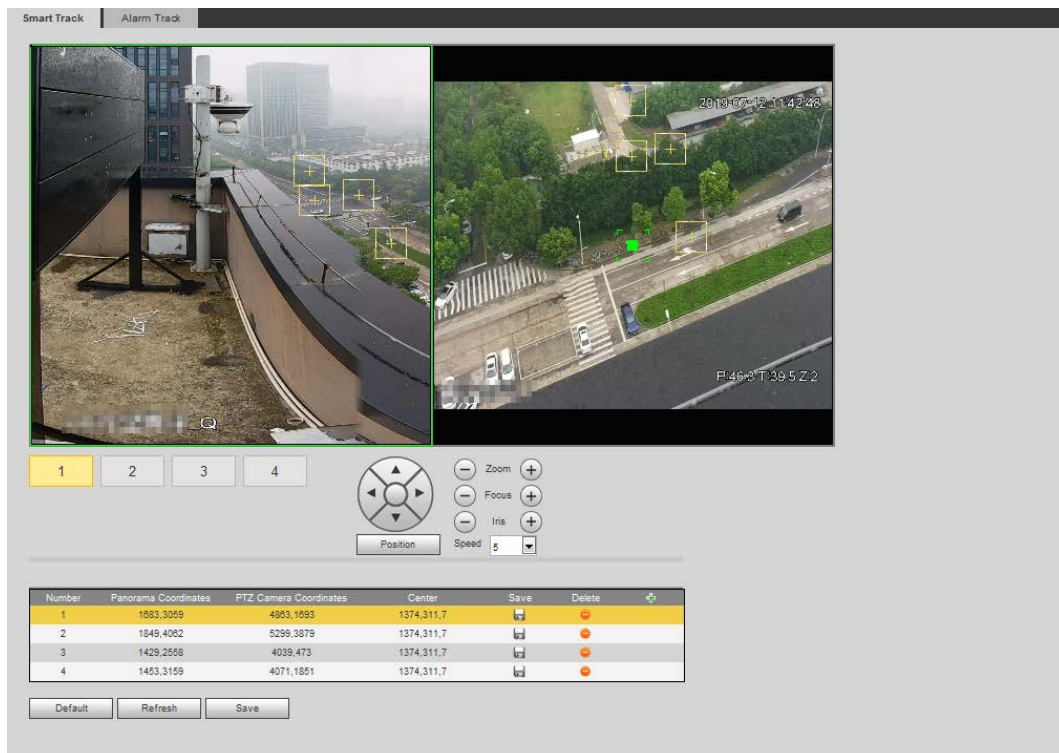 Smart Track Alarm Track
2019-07-12 11:42:48
P:46.8 T:39.5 Z:2
1 2 3 4
Zoom
Focus
Iris
Position Speed 5
Number Panorama Coordinates PTZ Camera Coordinates Center Save Delete
1 1683,3059 4863,1693 1374,311,7
2 1849,4062 5299,3879 1374,311,7
3 1429,2558 4039,473 1374,311,7
4 1453,3159 4071,1851 1374,311,7
Default Refresh Save